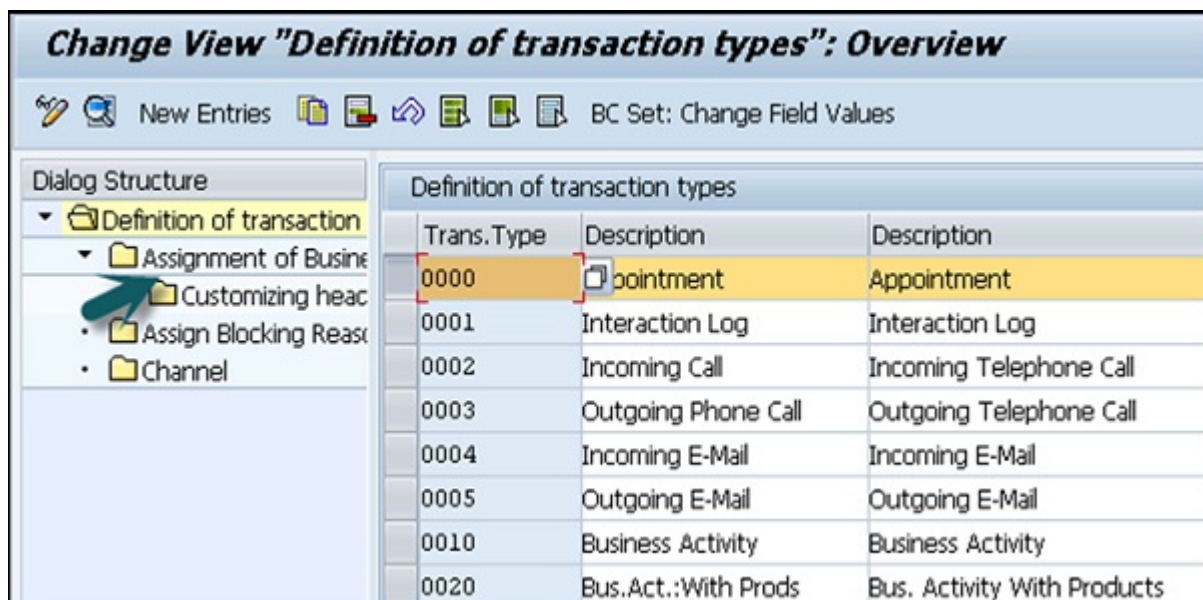 Change View "Definition of transaction types": Overview
New Entries BC Set: Change Field Values
Dialog Structure
Definition of transaction
Assignment of Busine
Customizing head
Assign Blocking Reaso
Channel
Definition of transaction types
Trans.Type Description Description
0000 pointment Appointment
0001 Interaction Log Interaction Log
0002 Incoming Call Incoming Telephone Call
0003 Outgoing Phone Call Outgoing Telephone Call
0004 Incoming E-Mail Incoming E-Mail
0005 Outgoing E-Mail Outgoing E-Mail
0010 Business Activity Business Activity
0020 Bus.Act.:With Prods Bus. Activity With Products